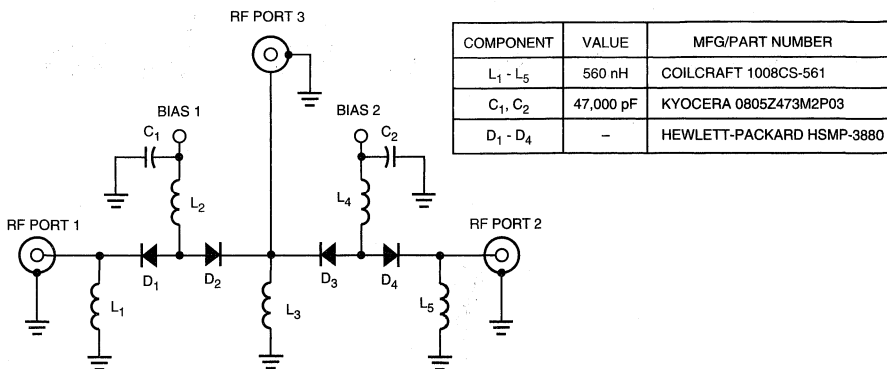 RF PORT 3
COMPONENT VALUE MFG/PART NUMBER
L1 - L5 560 nH COILCRAFT 1008CS-561
C1, C2 47,000 pF KYOCERA 0805Z473M2P03
D1 - D4 – HEWLETT-PACKARD HSMP-3880
BIAS 1
BIAS 2
C1
C2
L2
L4
RF PORT 1
RF PORT 2
D1
D2
D3
D4
L1
L3
L5